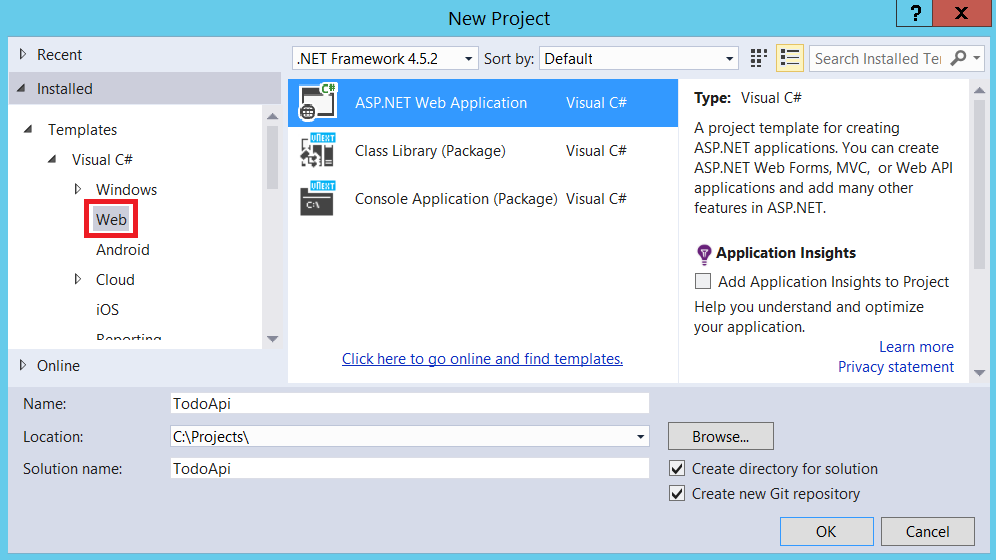 New Project
?
X
Recent
.NET Framework 4.5.2
Sort by:
Default
Search Installed Te
Installed
Templates
Visual C#
Windows
Web
Android
Cloud
iOS
Reporting
Online
C#
ASP.NET Web Application
Visual C#
vNEXT
Class Library (Package)
Visual C#
vNEXT
C:\
Console Application (Package)
Visual C#
Click here to go online and find templates.
Type: Visual C#
A project template for creating
ASP.NET applications. You can create
ASP.NET Web Forms, MVC, or Web API
applications and add many other
features in ASP.NET.
Application Insights
Add Application Insights to Project
Help you understand and optimize
your application.
Learn more
Privacy statement
Name:
TodoApi
Location:
C:\Projects\
Browse...
Solution name:
TodoApi
Create directory for solution
Create new Git repository
OK
Cancel